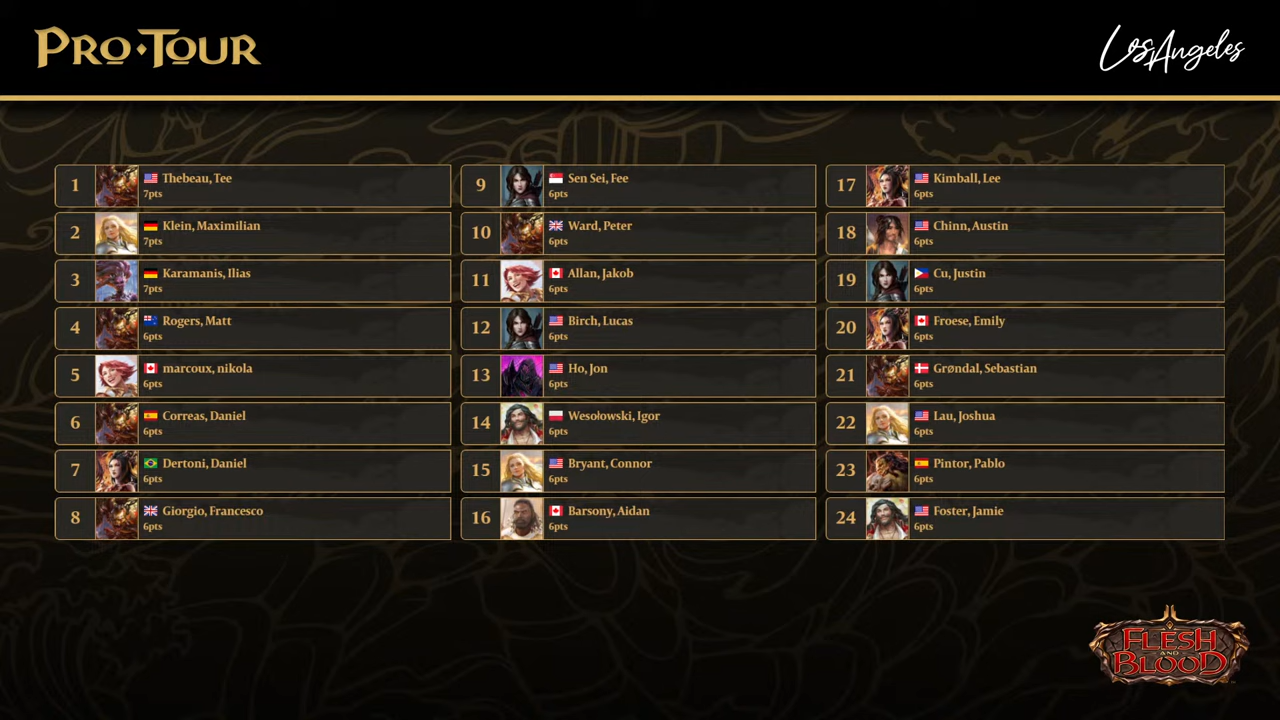 PRO·TOUR
Los Angeles
1
Thebeau, Tee
7pts
2
Klein, Maximilian
7pts
3
Karamanis, Ilias
7pts
4
Rogers, Matt
6pts
5
marcoux, nikola
6pts
6
Correas, Daniel
6pts
7
Dertoni, Daniel
6pts
8
Giorgio, Francesco
6pts
9
Sen Sei, Fee
6pts
10
Ward, Peter
6pts
11
Allan, Jakob
6pts
12
Birch, Lucas
6pts
13
Ho, Jon
6pts
14
Wesołowski, Igor
6pts
15
Bryant, Connor
6pts
16
Barsony, Aidan
6pts
17
Kimball, Lee
6pts
18
Chinn, Austin
6pts
19
Cu, Justin
6pts
20
Froese, Emily
6pts
21
Grøndal, Sebastian
6pts
22
Lau, Joshua
6pts
23
Pintor, Pablo
6pts
24
Foster, Jamie
6pts
FLESH
AND
BLOOD